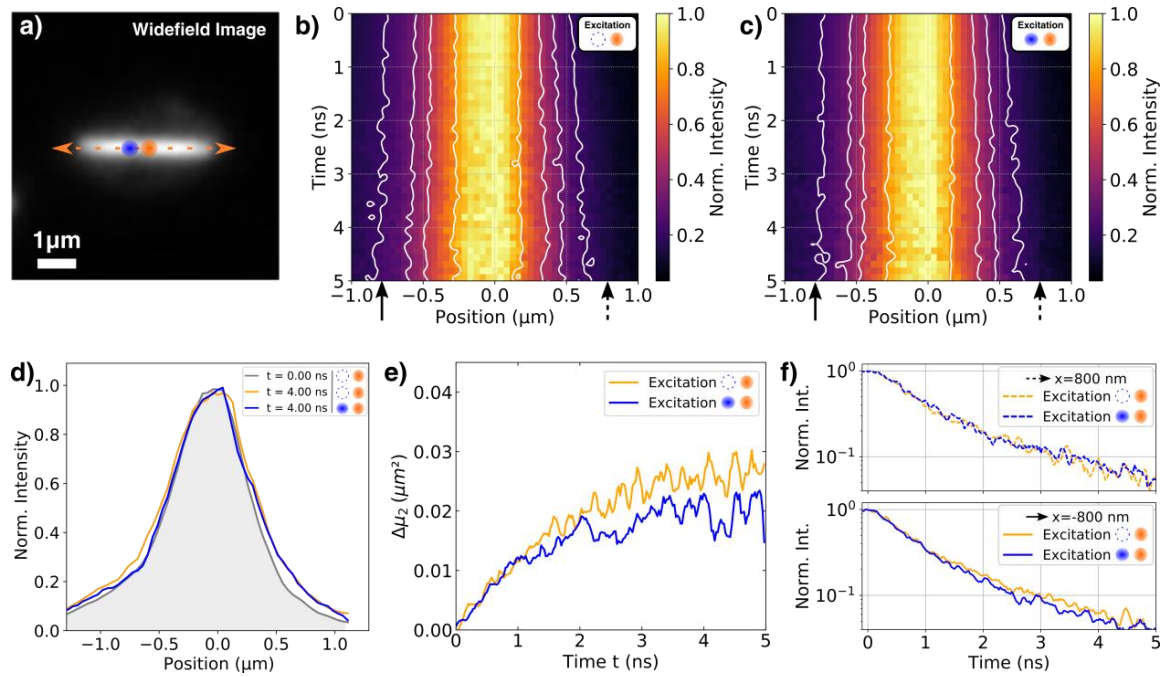 a)
Widefield Image
1μm
b)
Excitation
0
1
2
3
4
5
Time (ns)
−1.0 −0.5 0.0 0.5 1.0
Position (μm)
1.0
0.8
0.6
0.4
0.2
Norm. Intensity
c)
Excitation
0
1
2
3
4
5
Time (ns)
−1.0 −0.5 0.0 0.5 1.0
Position (μm)
1.0
0.8
0.6
0.4
0.2
Norm. Intensity
d)
t = 0.00 ns
t = 4.00 ns
t = 4.00 ns
1.0
0.8
0.6
0.4
0.2
0.0
Norm. Intensity
−1.0 −0.5 0.0 0.5 1.0
Position (μm)
e)
Excitation
Excitation
0.04
0.03
0.02
0.01
0.00
Δμ₂ (μm²)
0 1 2 3 4 5
Time t (ns)
f)
x=800 nm
Excitation
Excitation
10⁰
10⁻¹
Norm. Int.
x=-800 nm
Excitation
Excitation
10⁰
10⁻¹
Norm. Int.
0 1 2 3 4 5
Time (ns)